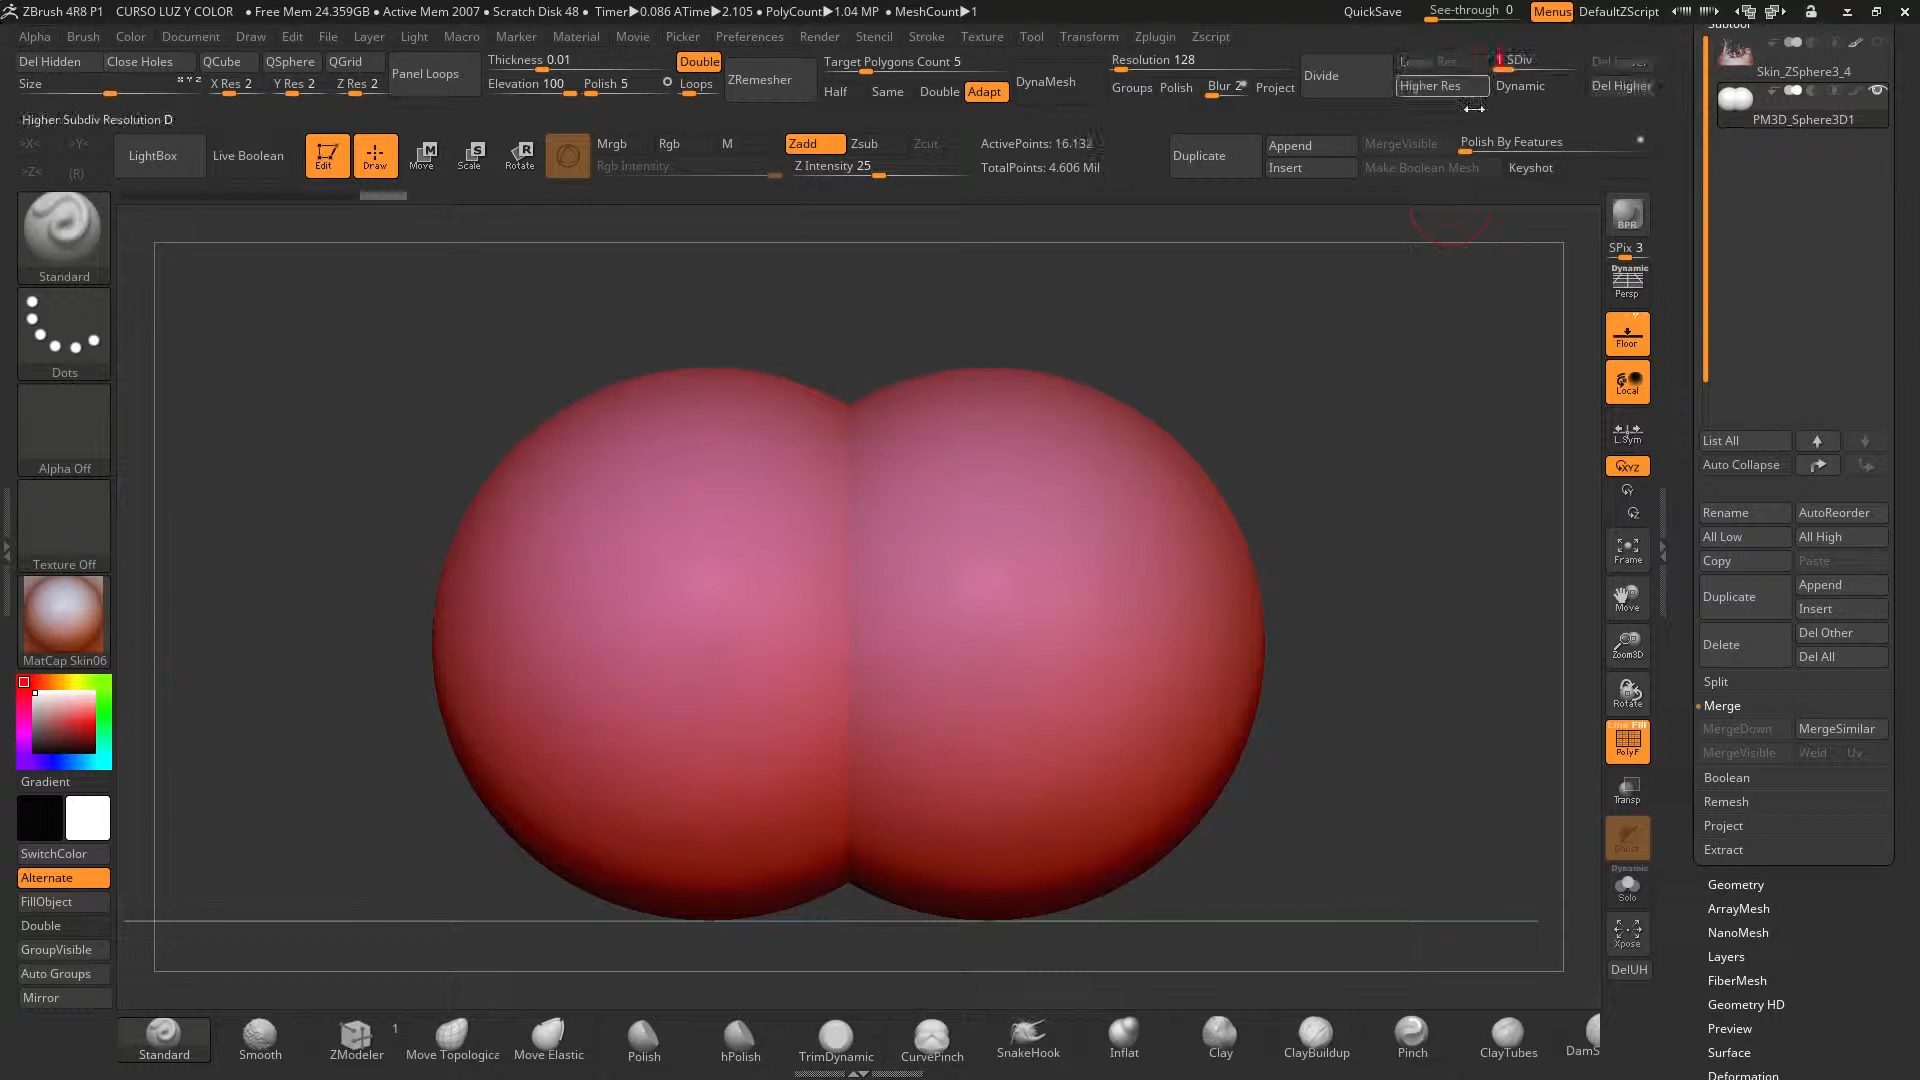 ZBrush 4R8 P1 CURSO LUZ Y COLOR ● Free Mem 24.359GB ● Active Mem 2007 ● Scratch Disk 48 ● Timer▶0.086 ATime▶2.105 ● PolyCount▶1.04 MP ● MeshCount▶1 QuickSave See-through 0 Menus DefaultZScript
Alpha Brush Color Document Draw Edit File Layer Light Macro Marker Material Movie Picker Preferences Render Stencil Stroke Texture Tool Transform Zplugin Zscript
Del Hidden Close Holes QCube QSphere QGrid Panel Loops Thickness 0.01 Double ZRemesher Target Polygons Count 5 DynaMesh Resolution 128 Divide SDiv
Size X Res 2 Y Res 2 Z Res 2 Elevation 100 Polish 5 Loops Half Same Double Adapt Groups Polish Blur 2 Project Higher Res Dynamic Del Higher
Higher Subdiv Resolution D
>X< >Y< >Z< (R)
LightBox Live Boolean Edit Draw Move Scale Rotate Mrgb Rgb M Zadd Zsub Zcut ActivePoints: 16.132 Duplicate Append MergeVisible Polish By Features
Rgb Intensity Z Intensity 25 TotalPoints: 4.606 Mil Insert Make Boolean Mesh Keyshot
Standard
Dots
Alpha Off
Texture Off
MatCap Skin06
Gradient
SwitchColor
Alternate
FillObject
Double
GroupVisible
Auto Groups
Mirror
BPR
SPix 3
Dynamic
Persp
Floor
Local
L.Sym
XYZ
Y
Z
Frame
Move
Zoom3D
Rotate
Line Fill
PolyF
Transp
Ghost
Dynamic
Solo
Xpose
DelUH
Subtool
Skin_ZSphere3_4
PM3D_Sphere3D1
List All
Auto Collapse
Rename AutoReorder
All Low All High
Copy Paste
Duplicate Append
Insert
Delete Del Other
Del All
Split
Merge
MergeDown MergeSimilar
MergeVisible Weld Uv
Boolean
Remesh
Project
Extract
Geometry
ArrayMesh
NanoMesh
Layers
FiberMesh
Geometry HD
Preview
Surface
Deformation
Standard Smooth ZModeler 1 Move Topologica Move Elastic Polish hPolish TrimDynamic CurvePinch SnakeHook Inflat Clay ClayBuildup Pinch ClayTubes DamS